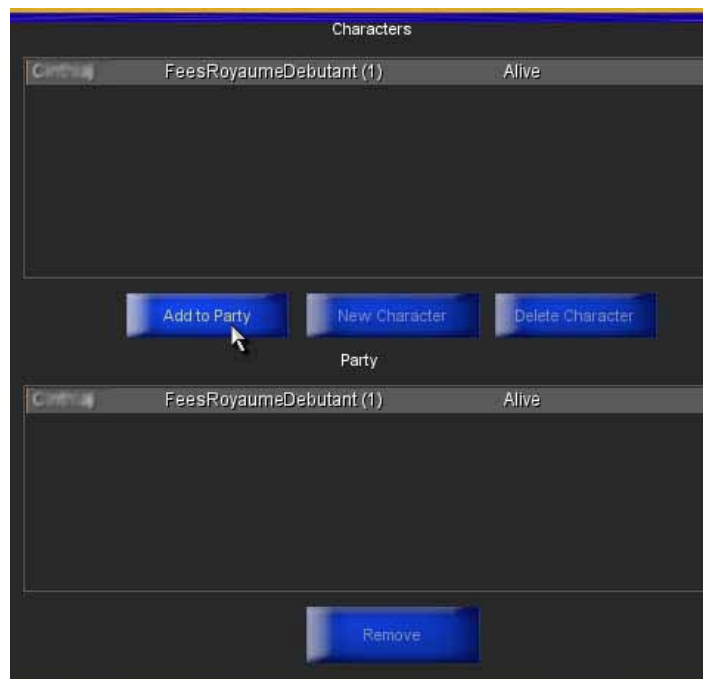 Characters
FeesRoyaumeDebutant (1) Alive
Add to Party New Character Delete Character
Party
FeesRoyaumeDebutant (1) Alive
Remove